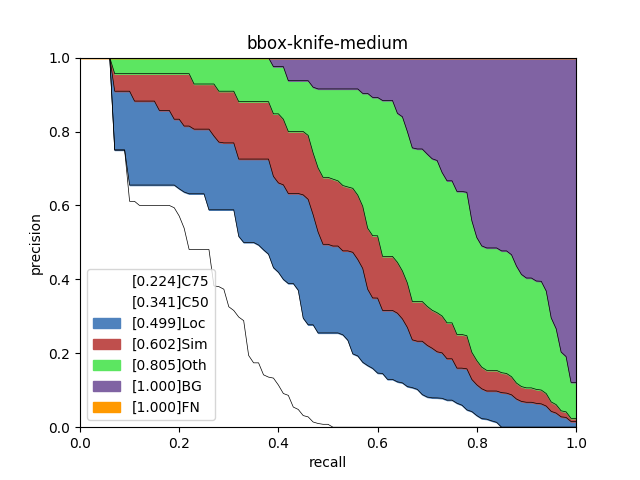 bbox-knife-medium
precision
1.0
0.8
0.6
0.4
0.2
0.0
[0.224]C75
[0.341]C50
[0.499]Loc
[0.602]Sim
[0.805]Oth
[1.000]BG
[1.000]FN
0.0 0.2 0.4 0.6 0.8 1.0
recall